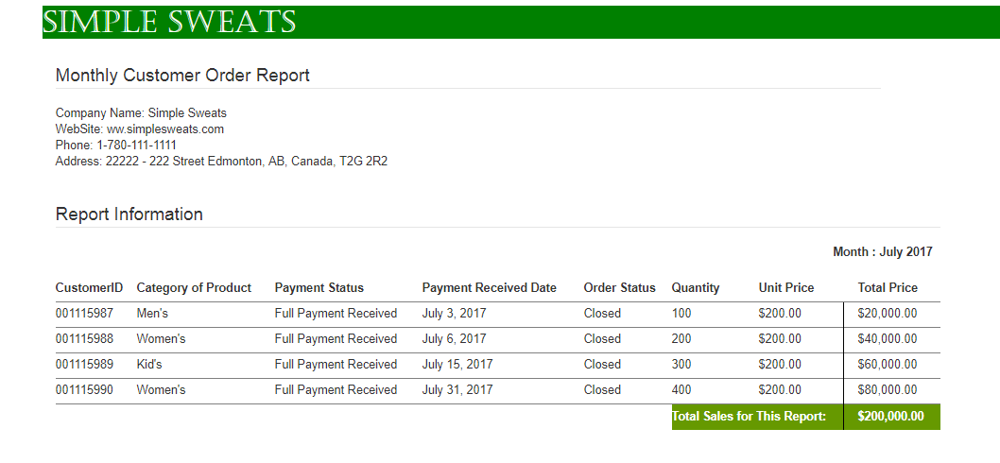 SIMPLE SWEATS
Monthly Customer Order Report
Company Name: Simple Sweats
WebSite: ww.simplesweats.com
Phone: 1-780-111-1111
Address: 22222 - 222 Street Edmonton, AB, Canada, T2G 2R2
Report Information
Month : July 2017
CustomerID Category of Product Payment Status Payment Received Date Order Status Quantity Unit Price Total Price
001115987 Men's Full Payment Received July 3, 2017 Closed 100 $200.00 $20,000.00
001115988 Women's Full Payment Received July 6, 2017 Closed 200 $200.00 $40,000.00
001115989 Kid's Full Payment Received July 15, 2017 Closed 300 $200.00 $60,000.00
001115990 Women's Full Payment Received July 31, 2017 Closed 400 $200.00 $80,000.00
Total Sales for This Report: $200,000.00